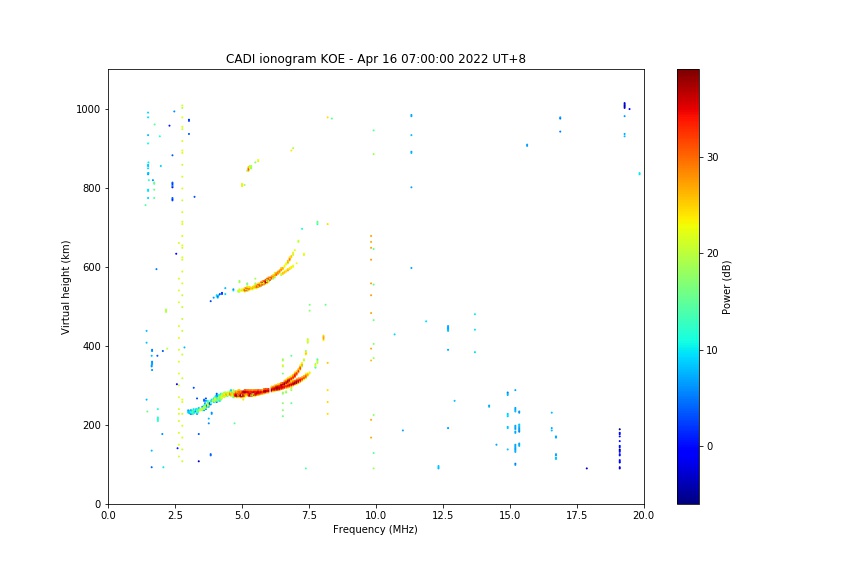 CADI ionogram KOE - Apr 16 07:00:00 2022 UT+8
Virtual height (km)
1000
800
600
400
200
0
0.0 2.5 5.0 7.5 10.0 12.5 15.0 17.5 20.0
Frequency (MHz)
30
20
10
0
Power (dB)